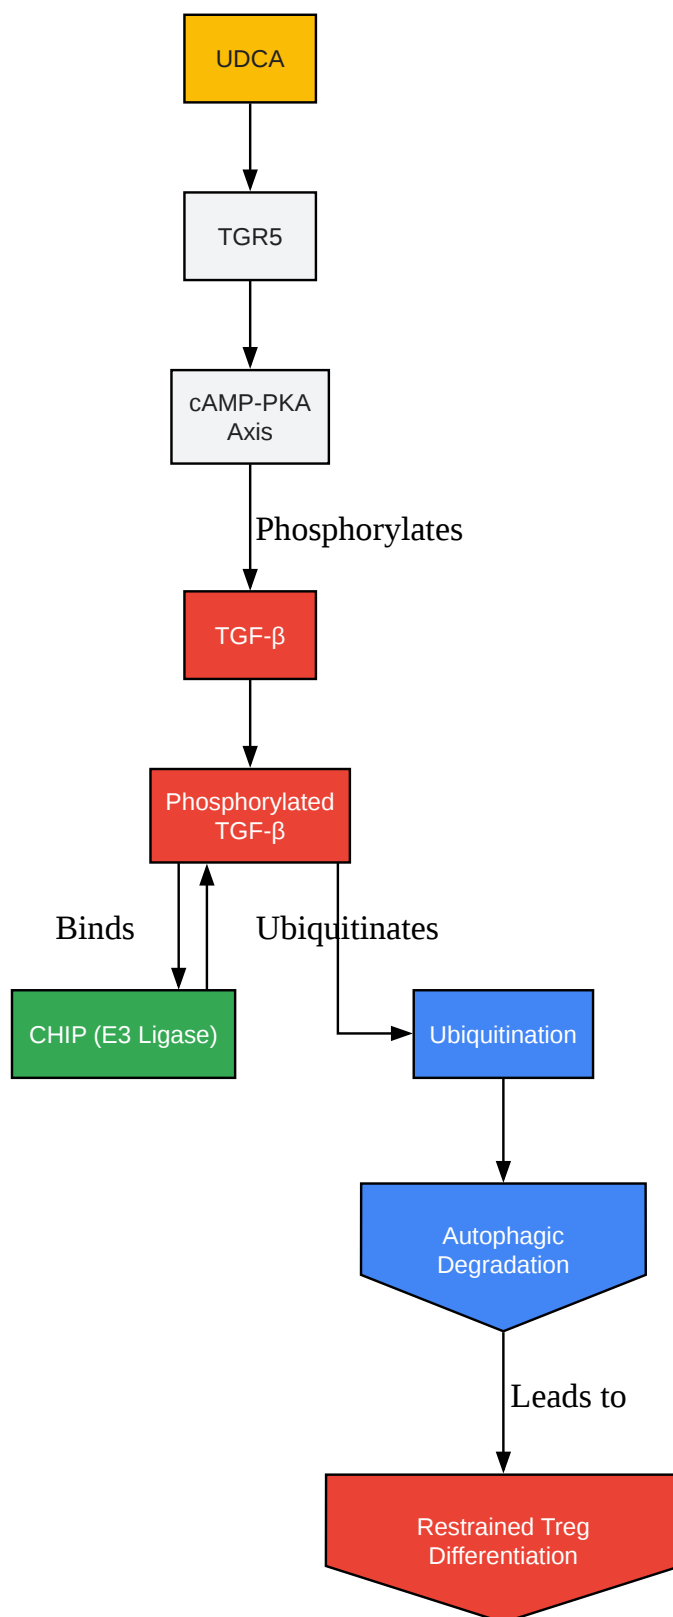 UDCA
TGR5
cAMP-PKA
Axis
Phosphorylates
TGF-β
Phosphorylated
TGF-β
Binds
Ubiquitinates
CHIP (E3 Ligase)
Ubiquitination
Autophagic
Degradation
Leads to
Restrained Treg
Differentiation